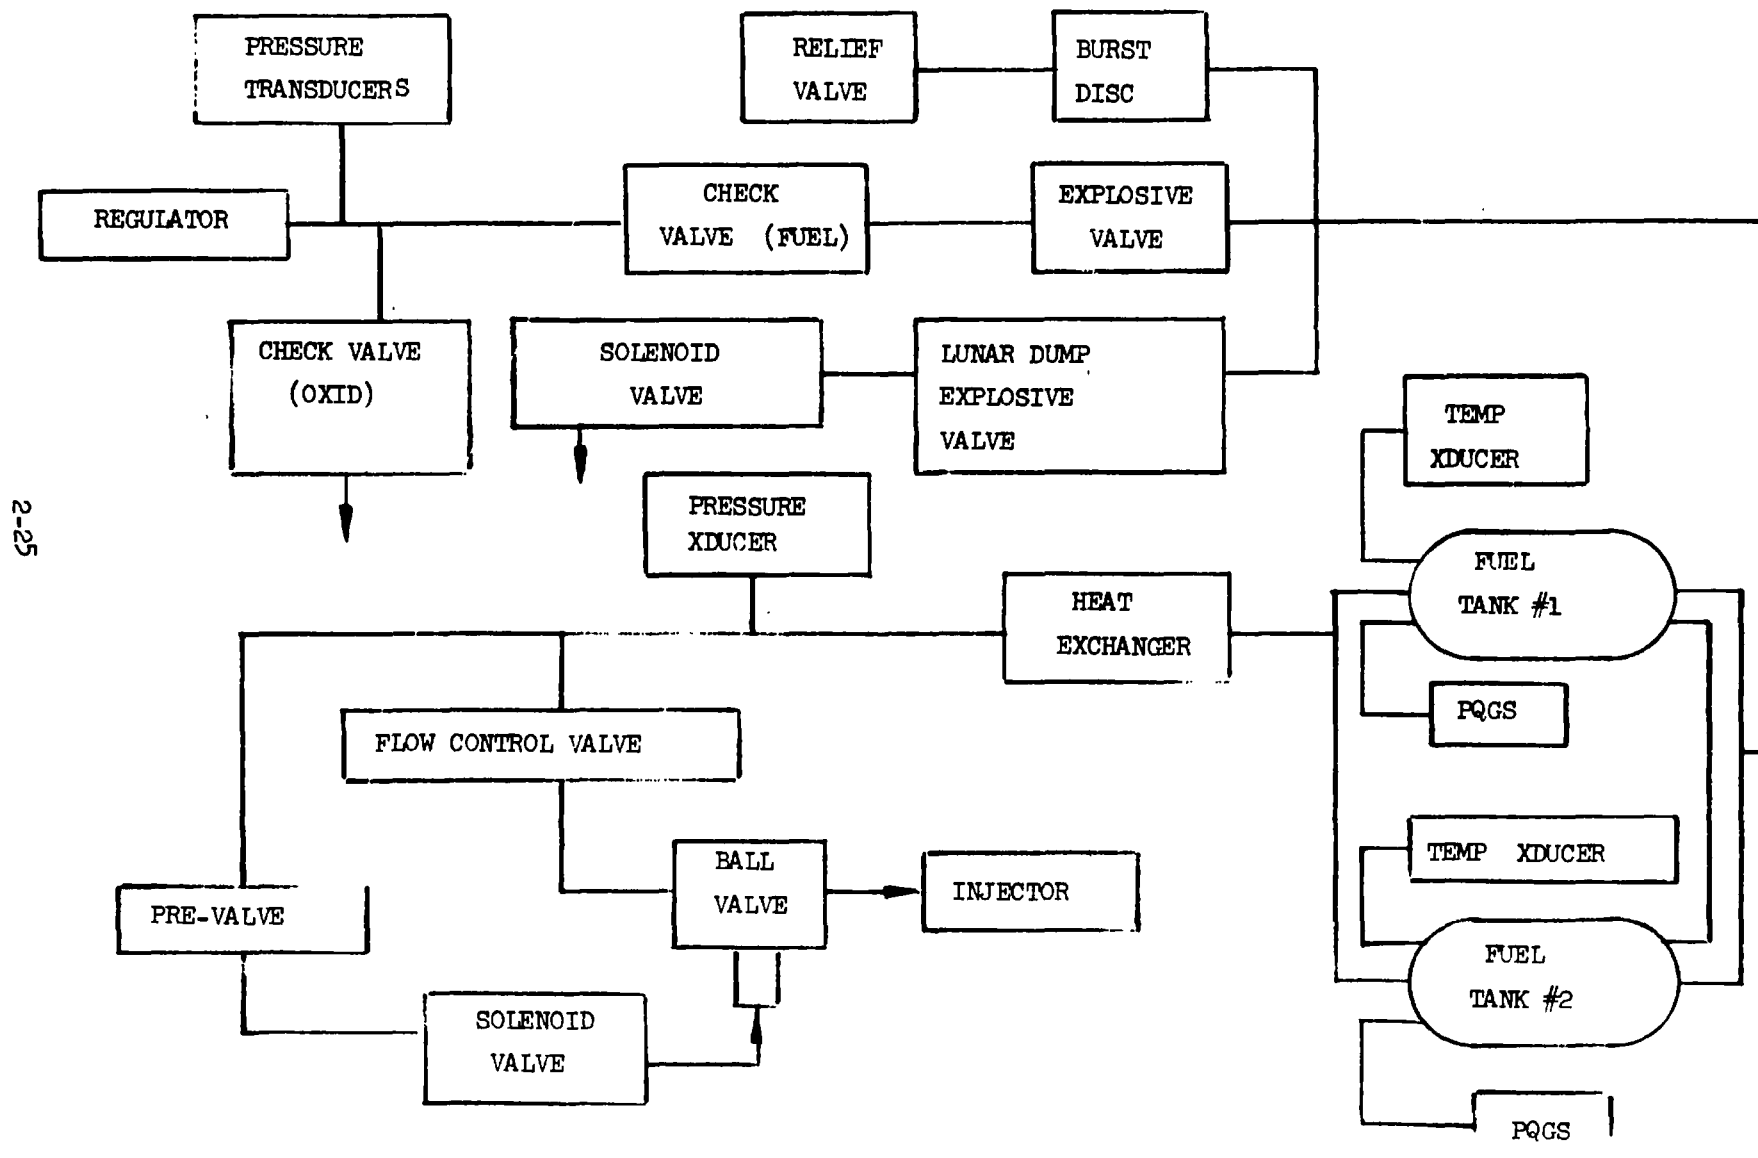 PRESSURE
TRANSDUCERS
RELIEF
VALVE
BURST
DISC
REGULATOR
CHECK
VALVE (FUEL)
EXPLOSIVE
VALVE
CHECK VALVE
(OXID)
SOLENOID
VALVE
LUNAR DUMP
EXPLOSIVE
VALVE
TEMP
XDUCER
2-25
PRESSURE
XDUCER
FUEL
TANK #1
HEAT
EXCHANGER
PQGS
FLOW CONTROL VALVE
TEMP XDUCER
BALL
VALVE
INJECTOR
PRE-VALVE
FUEL
TANK #2
SOLENOID
VALVE
PQGS